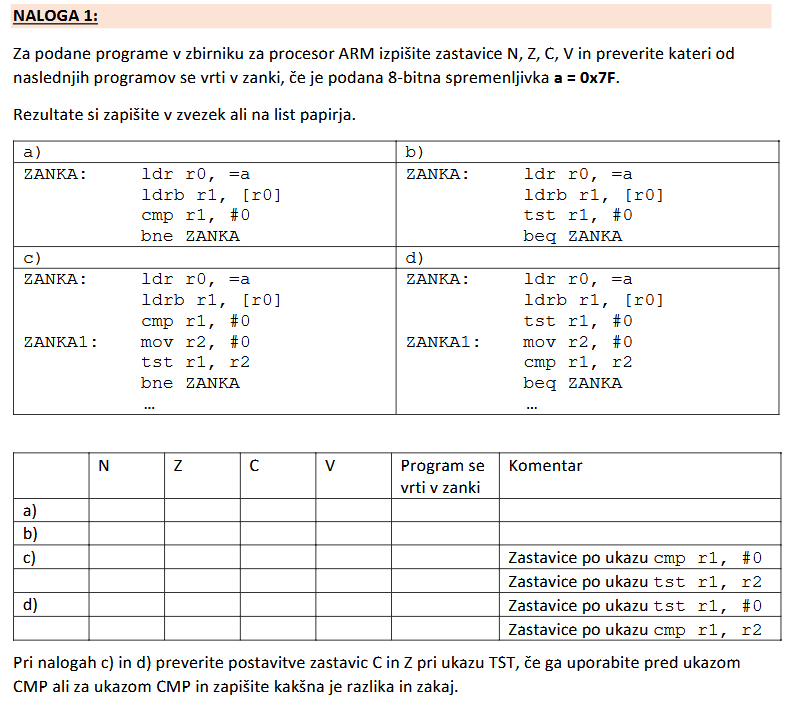 NALOGA 1:
Za podane programe v zbirniku za procesor ARM izpišite zastavice N, Z, C, V in preverite kateri od
naslednjih programov se vrti v zanki, če je podana 8-bitna spremenljivka a = 0x7F.
Rezultate si zapišite v zvezek ali na list papirja.
a)
ZANKA: ldr r0, =a
ldrb r1, [r0]
cmp r1, #0
bne ZANKA
b)
ZANKA: ldr r0, =a
ldrb r1, [r0]
tst r1, #0
beq ZANKA
c)
ZANKA: ldr r0, =a
ldrb r1, [r0]
cmp r1, #0
ZANKA1: mov r2, #0
tst r1, r2
bne ZANKA
…
d)
ZANKA: ldr r0, =a
ldrb r1, [r0]
tst r1, #0
ZANKA1: mov r2, #0
cmp r1, r2
beq ZANKA
…
N Z C V Program se Komentar
vrti v zanki
a)
b)
c) Zastavice po ukazu cmp r1, #0
Zastavice po ukazu tst r1, r2
d) Zastavice po ukazu tst r1, #0
Zastavice po ukazu cmp r1, r2
Pri nalogah c) in d) preverite postavitve zastavic C in Z pri ukazu TST, če ga uporabite pred ukazom
CMP ali za ukazom CMP in zapišite kakšna je razlika in zakaj.